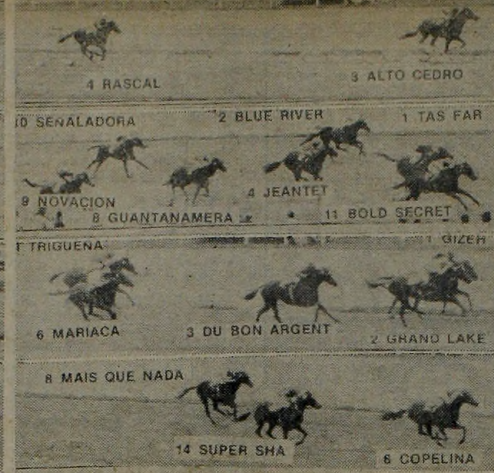 4 RASCAL
3 ALTO CEDRO
10 SEÑALADORA
2 BLUE RIVER
1 TAS FAR
9 NOVACION
4 JEANTET
8 GUANTANAMERA
11 BOLD SECRET
TRIGUEÑA
1 GIZEH
6 MARIACA
3 DU BON ARGENT
2 GRAND LAKE
8 MAIS QUE NADA
14 SUPER SHA
6 COPELINA